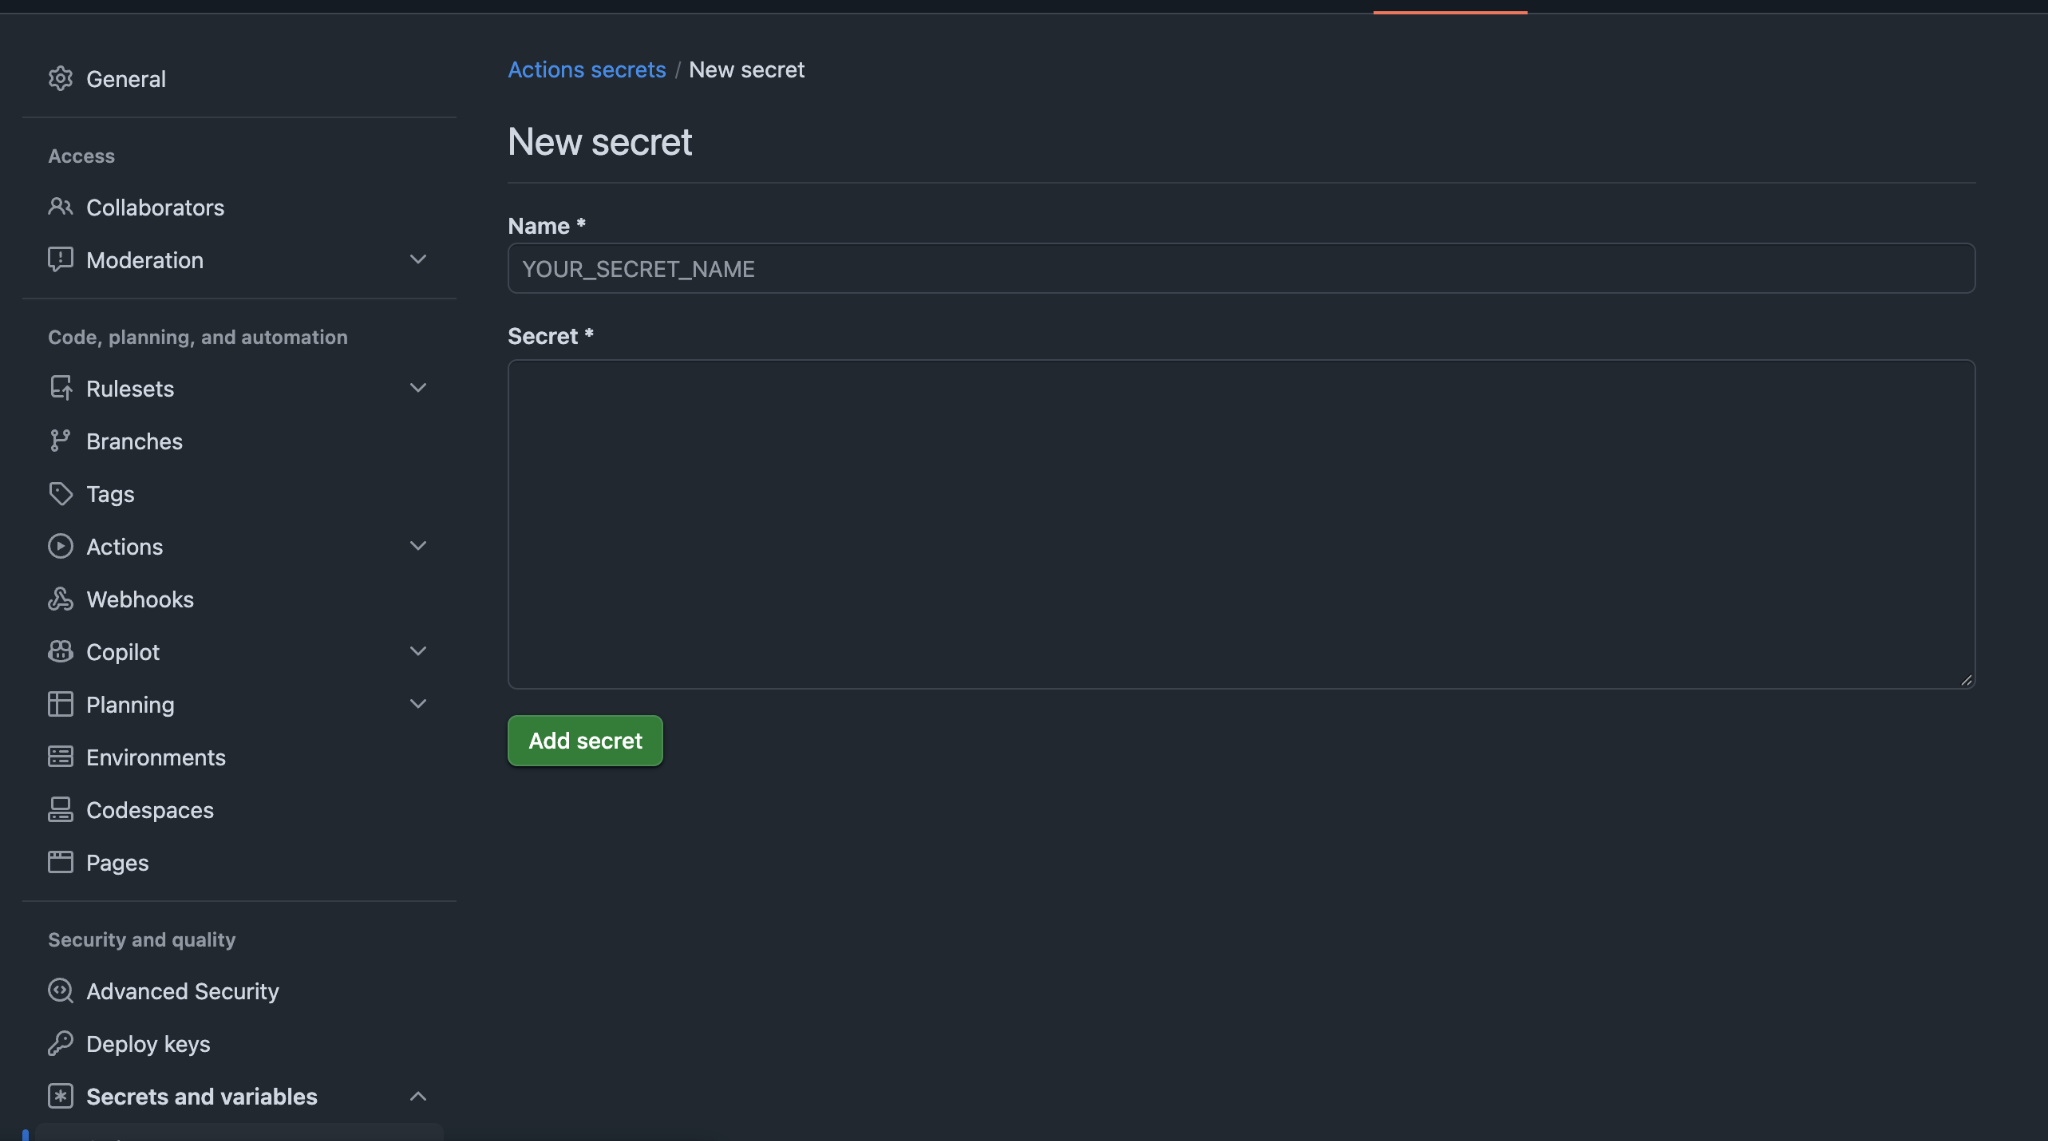 General
Access
Collaborators
Moderation
Code, planning, and automation
Rulesets
Branches
Tags
Actions
Webhooks
Copilot
Planning
Environments
Codespaces
Pages
Security and quality
Advanced Security
Deploy keys
Secrets and variables
Actions secrets / New secret
New secret
Name *
YOUR_SECRET_NAME
Secret *
Add secret